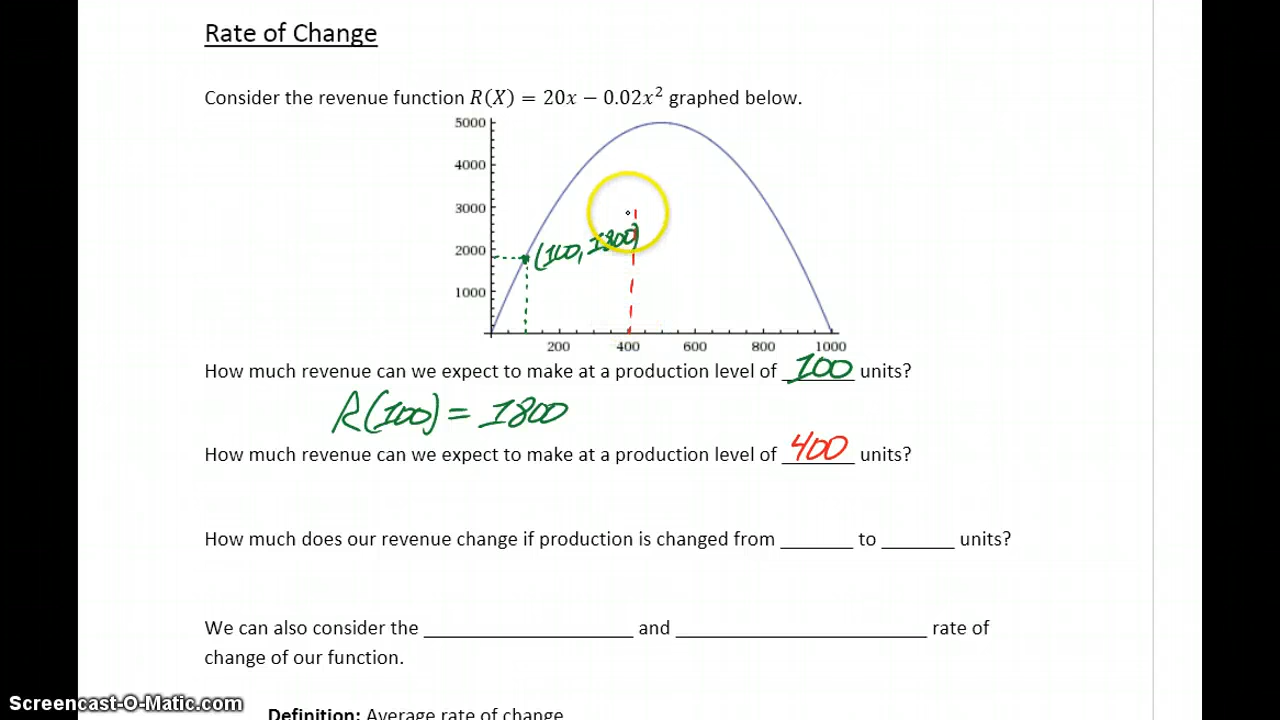 Rate of Change
Consider the revenue function R(X) = 20x − 0.02x² graphed below.
5000
4000
3000
2000
1000
(100, 1800)
200 400 600 800 1000
How much revenue can we expect to make at a production level of 100 units?
R(100) = 1800
How much revenue can we expect to make at a production level of 400 units?
How much does our revenue change if production is changed from _______ to _______ units?
We can also consider the ____________________ and ________________________ rate of
change of our function.
Definition: Average rate of change
Screencast-O-Matic.com